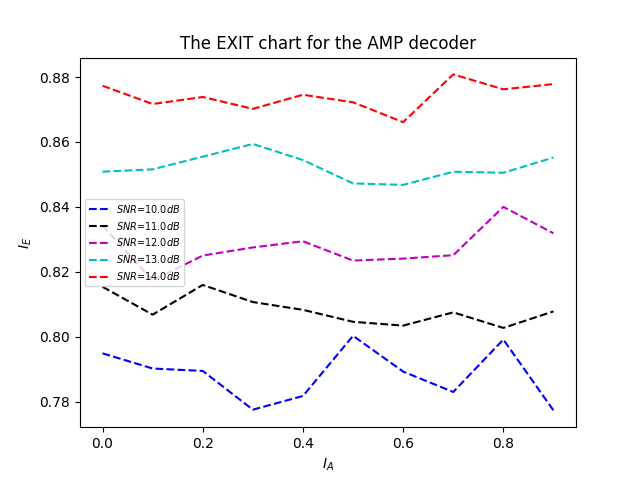 The EXIT chart for the AMP decoder
0.88
0.86
0.84
0.82
0.80
0.78
I_E
SNR=10.0dB
SNR=11.0dB
SNR=12.0dB
SNR=13.0dB
SNR=14.0dB
0.0 0.2 0.4 0.6 0.8
I_A